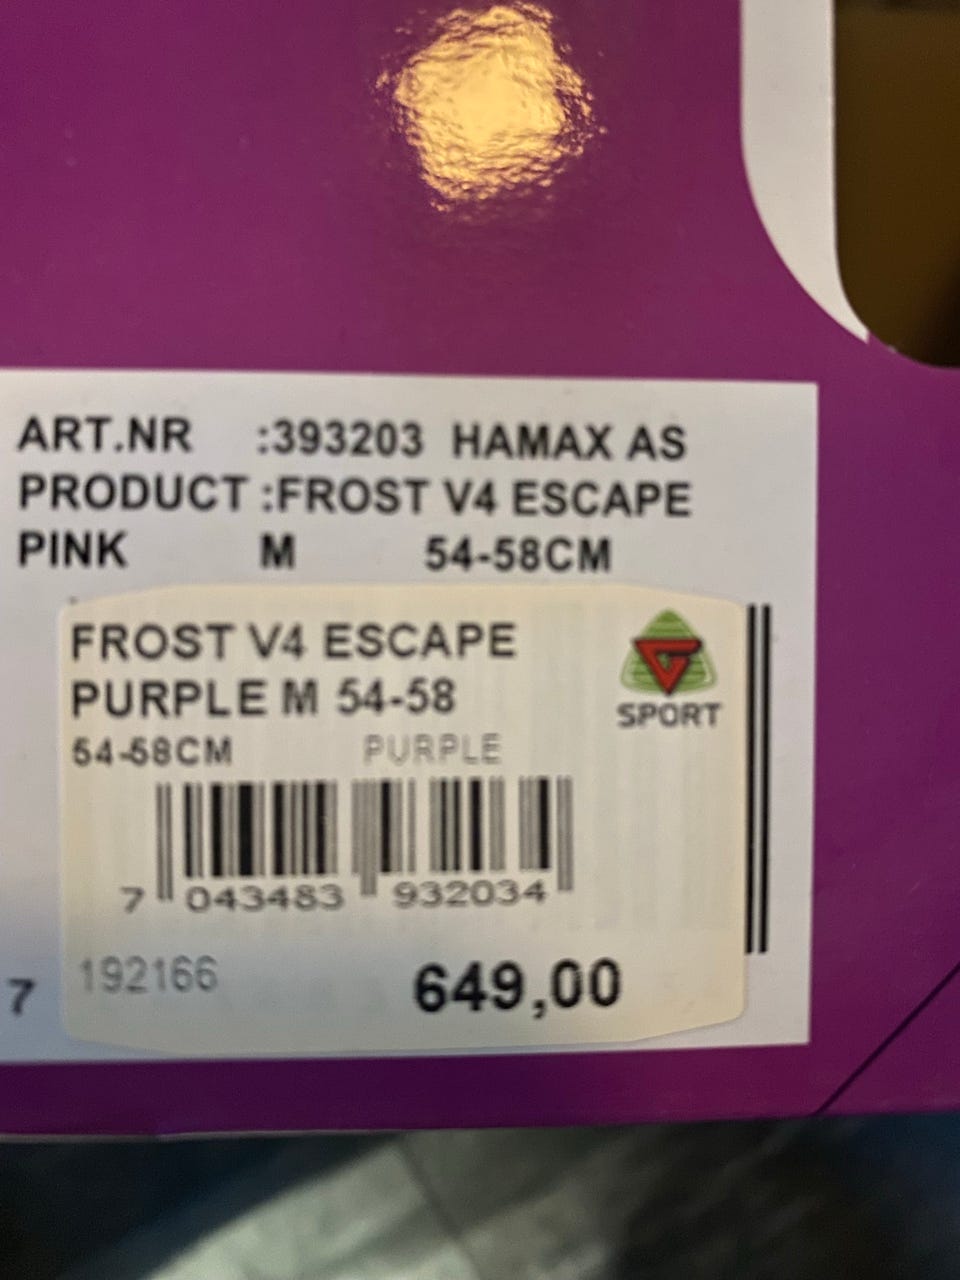 ART.NR :393203 HAMAX AS
PRODUCT :FROST V4 ESCAPE
PINK M 54-58CM
FROST V4 ESCAPE
PURPLE M 54-58
SPORT
54-58CM PURPLE
7 043483 932034
192166 649,00
7